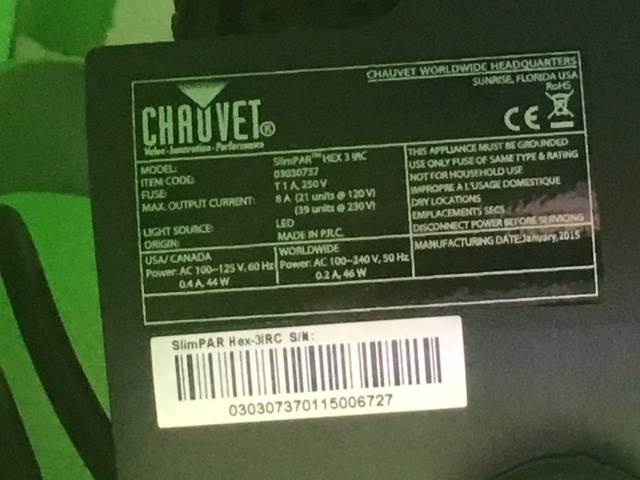 CHAUVET®
Value · Innovation · Performance
CHAUVET WORLDWIDE HEADQUARTERS
SUNRISE, FLORIDA USA
RoHS
CE
MODEL: SlimPAR™ HEX 3 IRC
ITEM CODE: 03030737
FUSE: T 1 A, 250 V
MAX. OUTPUT CURRENT: 8 A (21 units @ 120V)
(39 units @ 230V)
LIGHT SOURCE: LED
ORIGIN: MADE IN P.R.C.
THIS APPLIANCE MUST BE GROUNDED
USE ONLY FUSE OF SAME TYPE & RATING
NOT FOR HOUSEHOLD USE
IMPROPRE A L'USAGE DOMESTIQUE
DRY LOCATIONS
EMPLACEMENTS SECS
DISCONNECT POWER BEFORE SERVICING
USA/ CANADA
Power: AC 100-125 V, 60 Hz
0.4 A, 44 W
WORLDWIDE
Power: AC 100-240 V, 50 Hz
0.2 A, 46 W
MANUFACTURING DATE: January, 2015
SlimPAR Hex-3IRC S/N:
030307370115006727